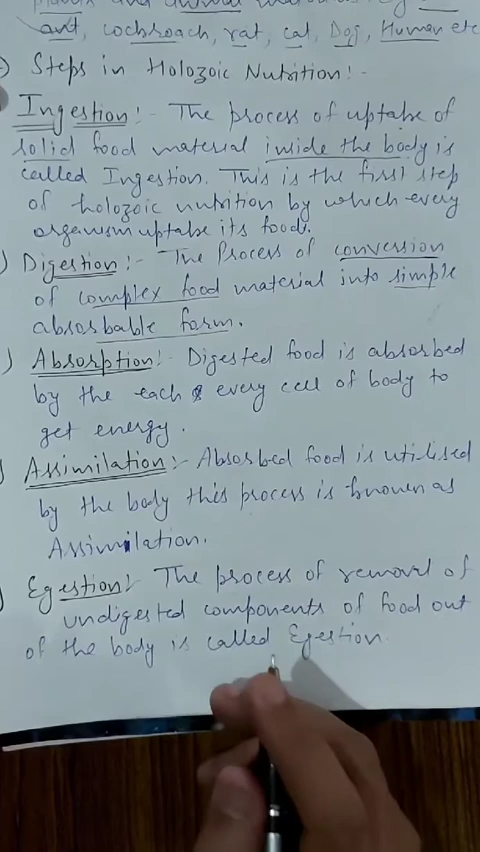 and animal
ant, cockroach, rat, cat, Dog, Human etc
Steps in Holozoic Nutrition:-
Ingestion:- The process of uptake of
solid food material inside the body is
called Ingestion. This is the first step
of holozoic nutrition by which every
organism uptake its food.
Digestion:- The Process of conversion
of complex food material into simple
absorbable form.
Absorption:- Digested food is absorbed
by the each & every cell of body to
get energy.
Assimilation:- Absorbed food is utilised
by the body this process is known as
Assimilation.
Egestion:- The process of removal of
undigested components of food out
of the body is called Egestion.